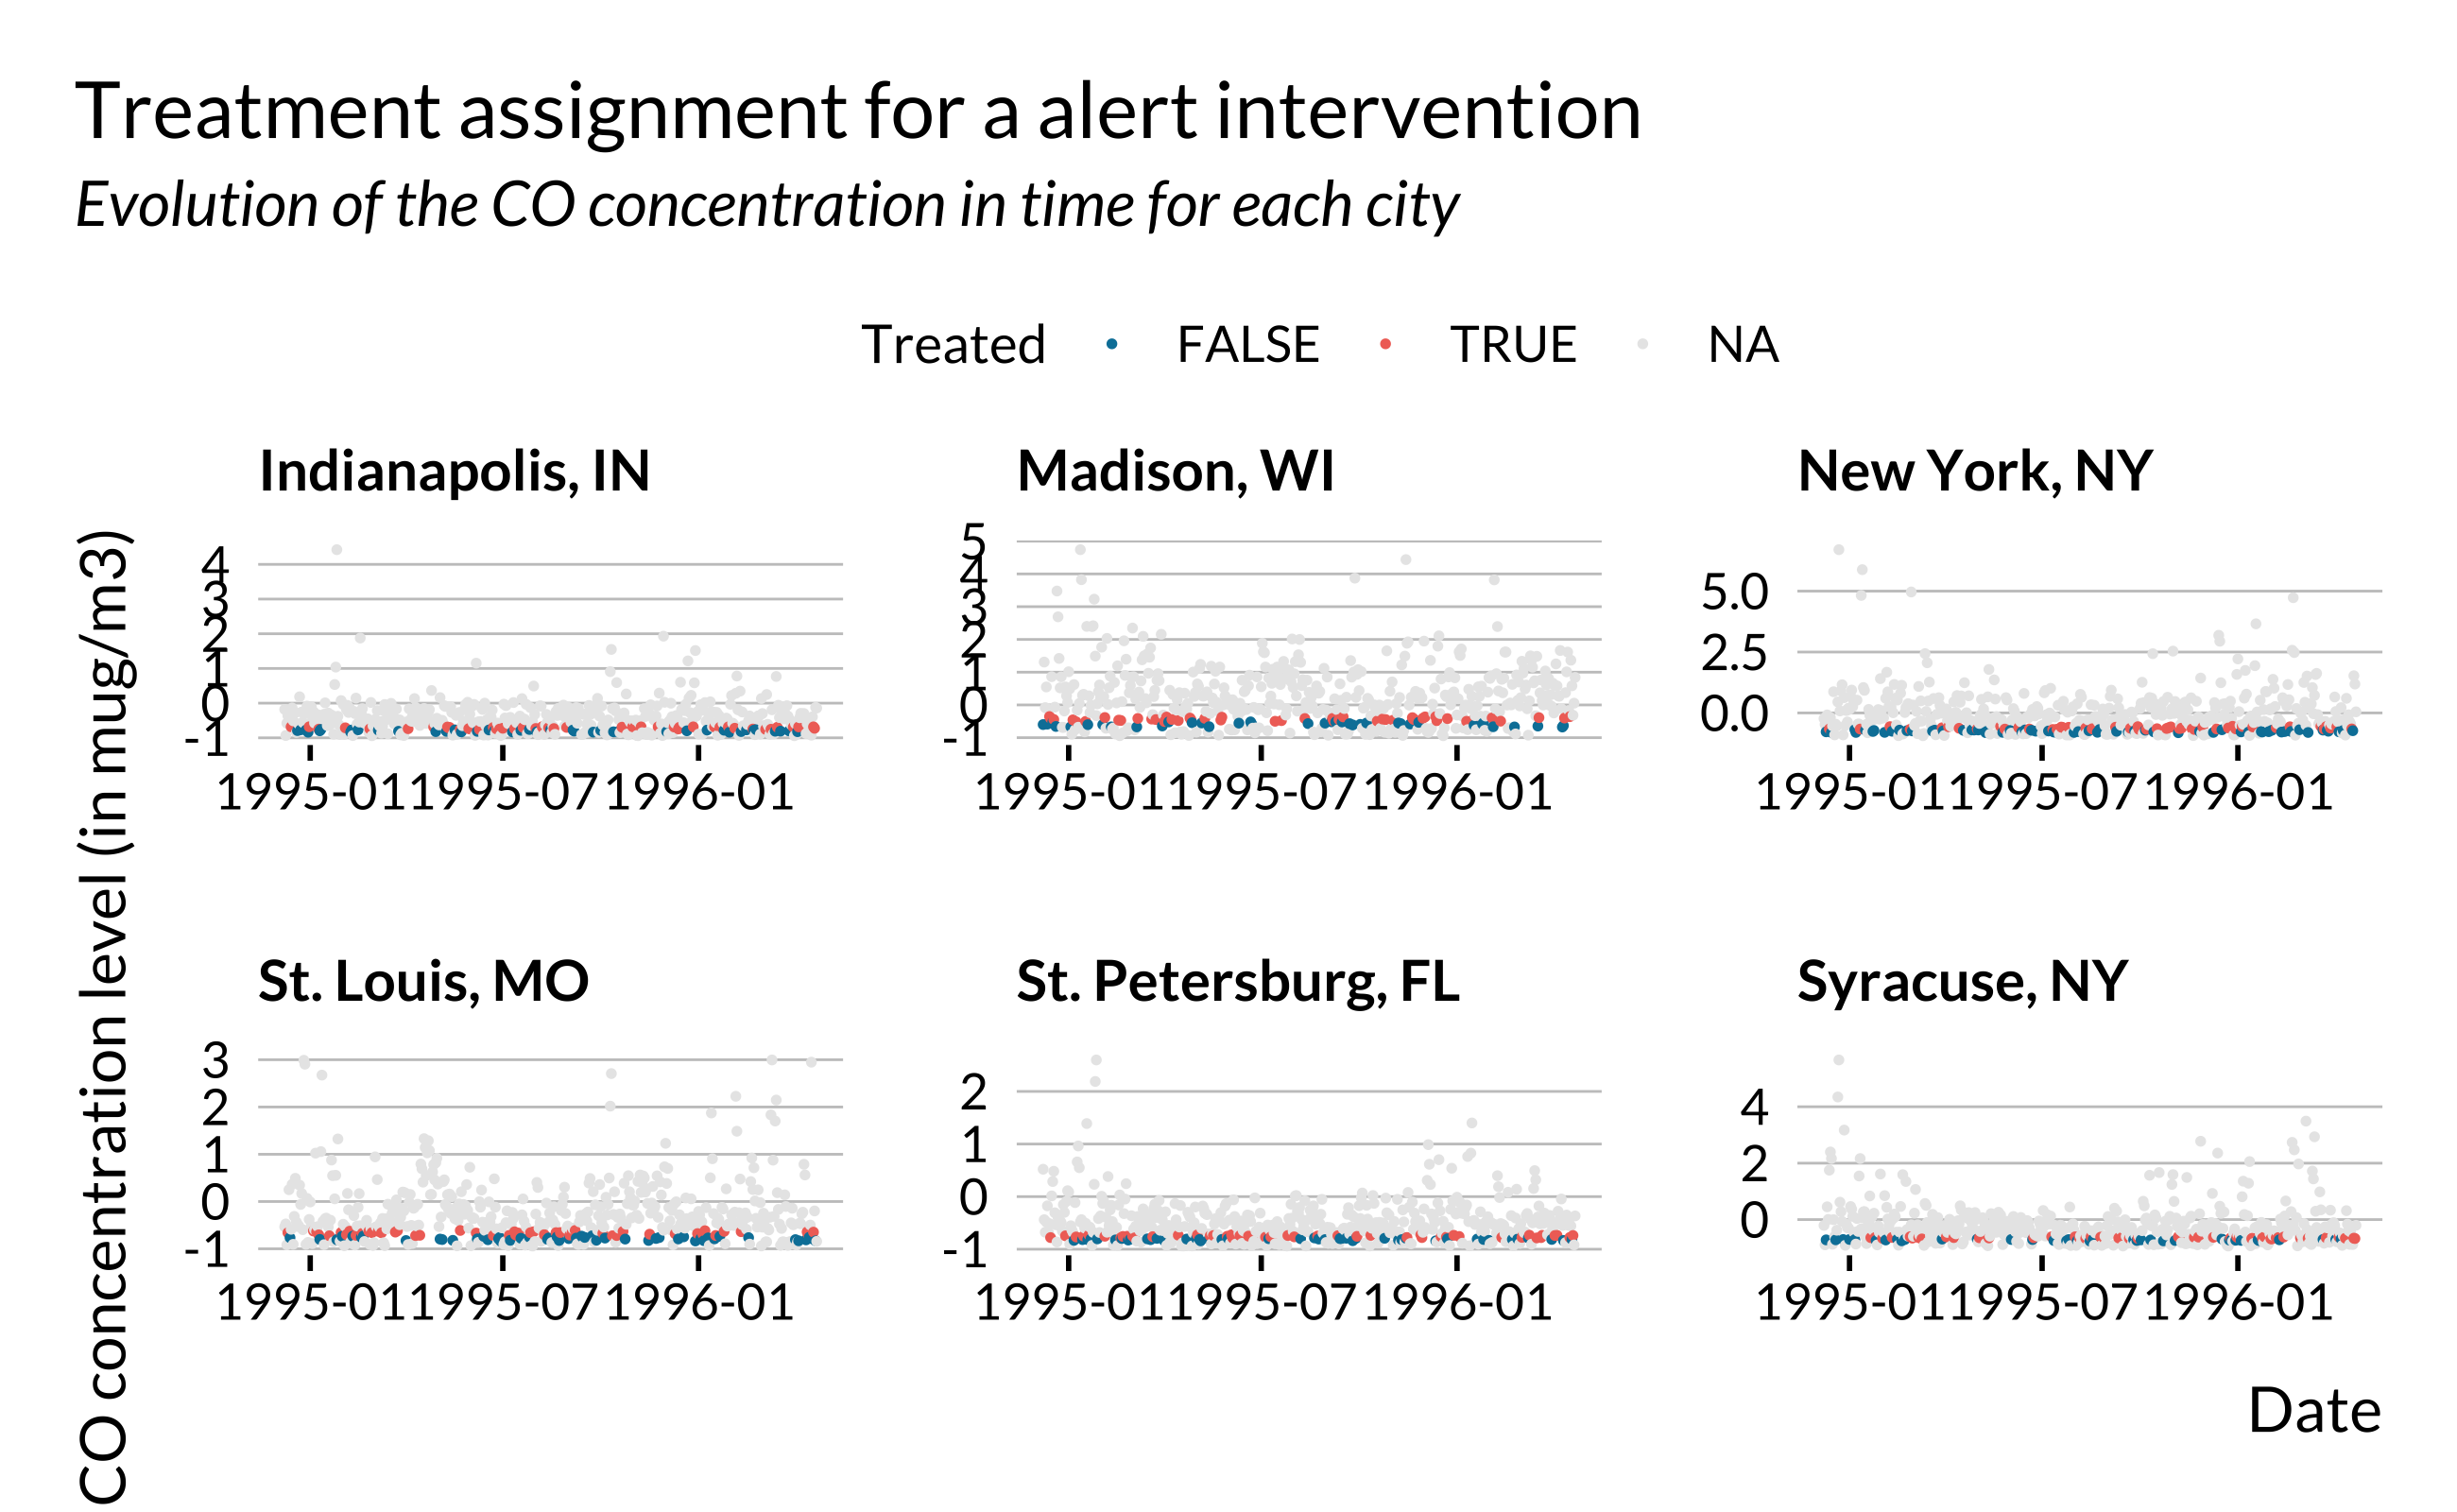 Treatment assignment for a alert intervention
Evolution of the CO concentration in time for each city
Treated FALSE TRUE NA
CO concentration level (in mug/m3)
Indianapolis, IN
4
3
2
1
0
-1
1995-01 1995-07 1996-01
Madison, WI
5
4
3
2
1
0
-1
1995-01 1995-07 1996-01
New York, NY
5.0
2.5
0.0
1995-01 1995-07 1996-01
St. Louis, MO
3
2
1
0
-1
1995-01 1995-07 1996-01
St. Petersburg, FL
2
1
0
-1
1995-01 1995-07 1996-01
Syracuse, NY
4
2
0
1995-01 1995-07 1996-01
Date